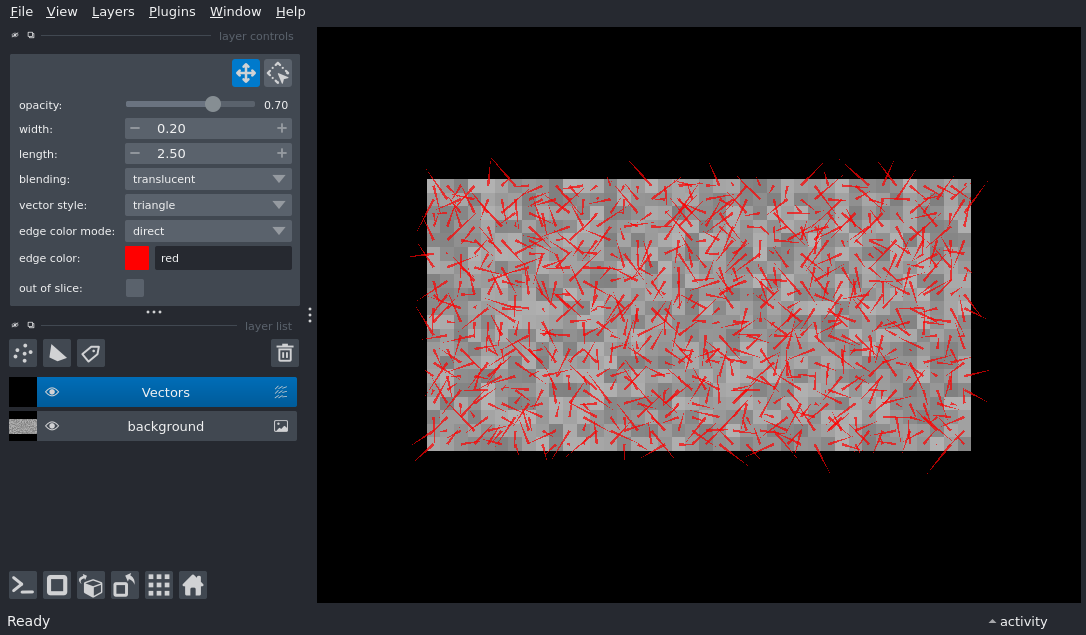 File View Layers Plugins Window Help
layer controls
opacity: 0.70
width: 0.20
length: 2.50
blending: translucent
vector style: triangle
edge color mode: direct
edge color: red
out of slice:
layer list
Vectors
background
Ready
activity